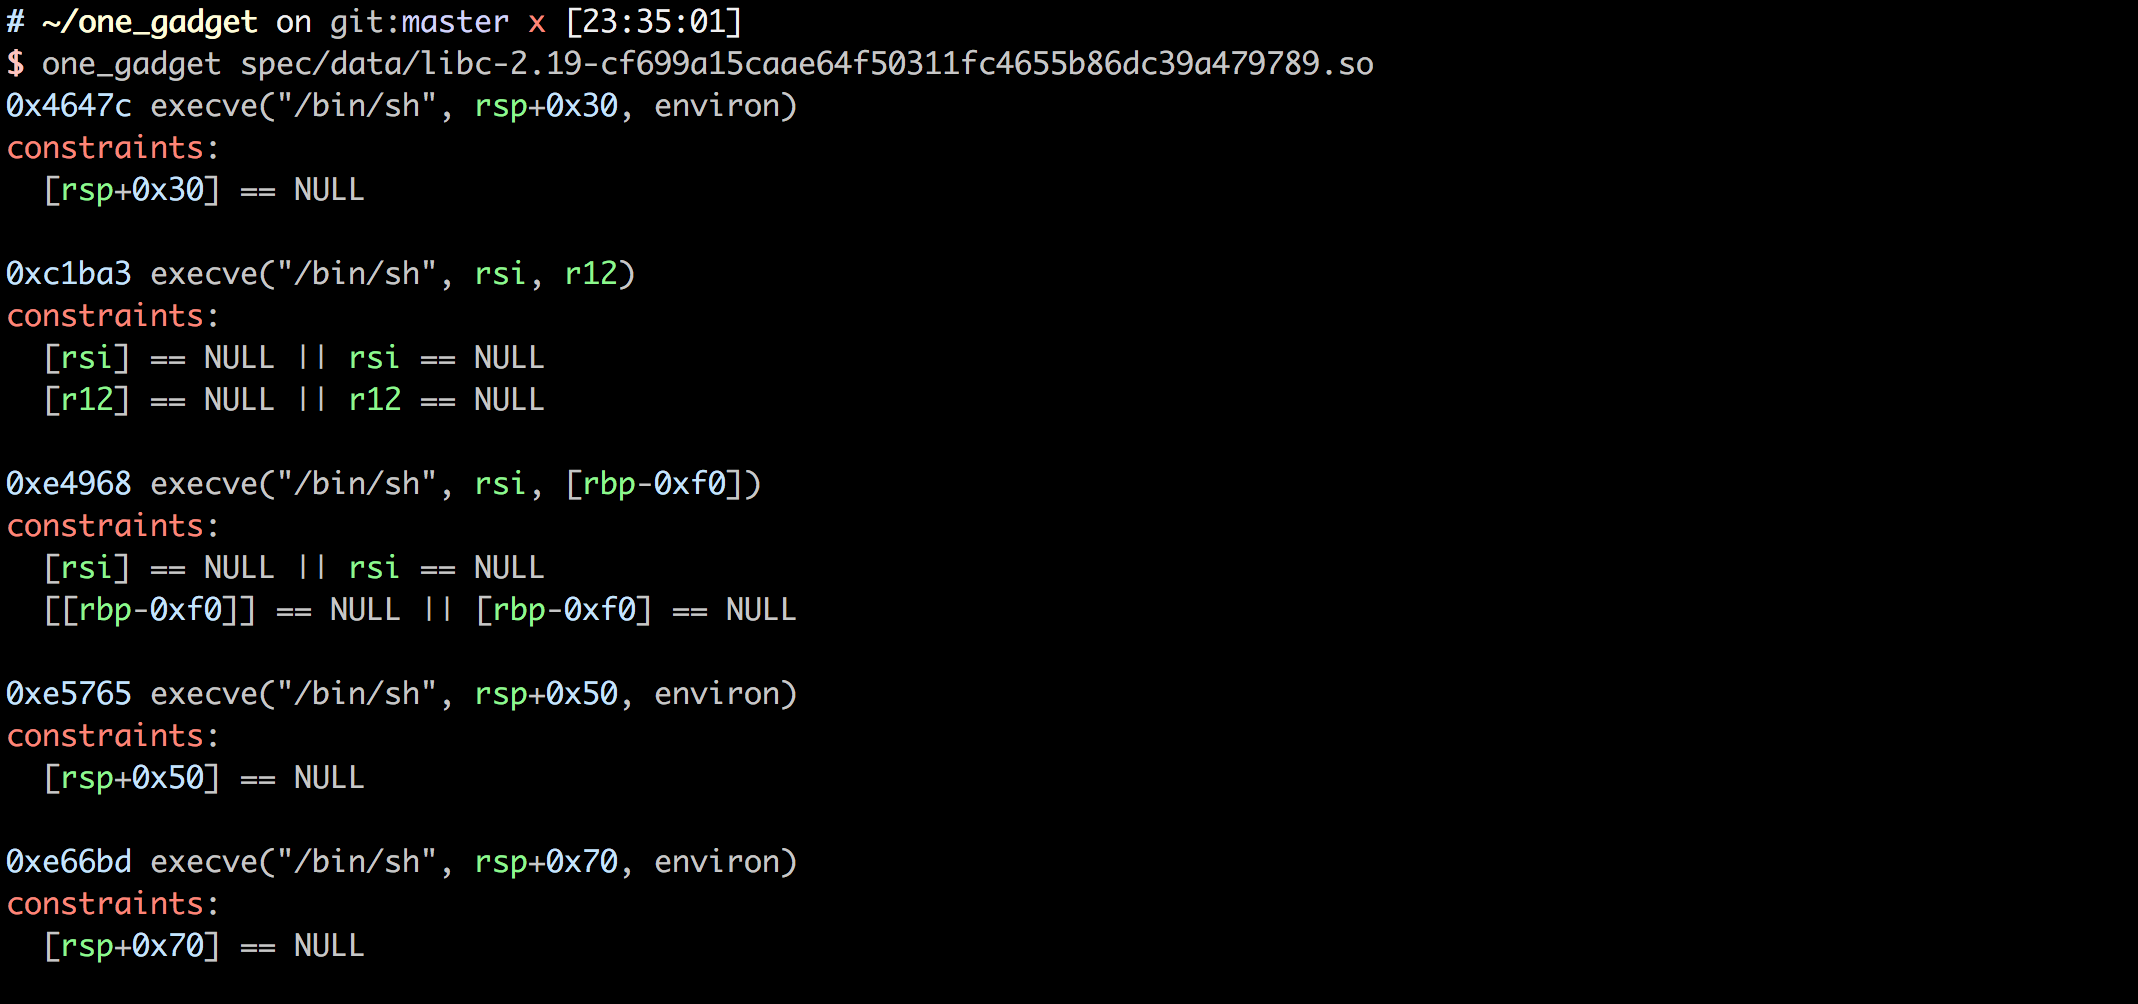 # ~/one_gadget on git:master x [23:35:01]
$ one_gadget spec/data/libc-2.19-cf699a15caae64f50311fc4655b86dc39a479789.so
0x4647c execve("/bin/sh", rsp+0x30, environ)
constraints:
  [rsp+0x30] == NULL

0xc1ba3 execve("/bin/sh", rsi, r12)
constraints:
  [rsi] == NULL || rsi == NULL
  [r12] == NULL || r12 == NULL

0xe4968 execve("/bin/sh", rsi, [rbp-0xf0])
constraints:
  [rsi] == NULL || rsi == NULL
  [[rbp-0xf0]] == NULL || [rbp-0xf0] == NULL

0xe5765 execve("/bin/sh", rsp+0x50, environ)
constraints:
  [rsp+0x50] == NULL

0xe66bd execve("/bin/sh", rsp+0x70, environ)
constraints:
  [rsp+0x70] == NULL